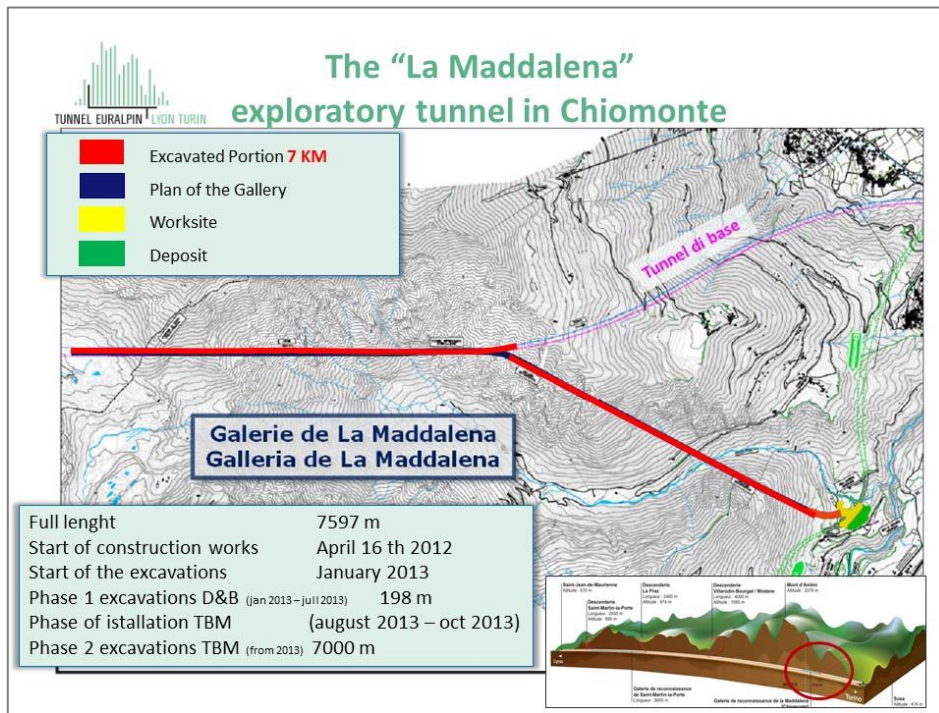 The “La Maddalena”
exploratory tunnel in Chiomonte
TUNNEL EURALPIN LYON TURIN
Excavated Portion 7 KM
Plan of the Gallery
Worksite
Deposit
Tunnel di base
Galerie de La Maddalena
Galleria de La Maddalena
Full lenght 7597 m
Start of construction works April 16 th 2012
Start of the excavations January 2013
Phase 1 excavations D&B (jan 2013 – jull 2013) 198 m
Phase of istallation TBM (august 2013 – oct 2013)
Phase 2 excavations TBM (from 2013) 7000 m
Saint-Jean-de-Maurienne
Descenderie
La Praz
Descenderie
Villarodin-Bourget / Modane
Mont d'Ambin
Descenderie
Saint-Martin-la-Porte
Lyon
Galerie de reconnaissance
de Saint-Martin-la-Porte
Galerie de reconnaissance de la Maddalena
(Chiomonte)
Torino
Susa